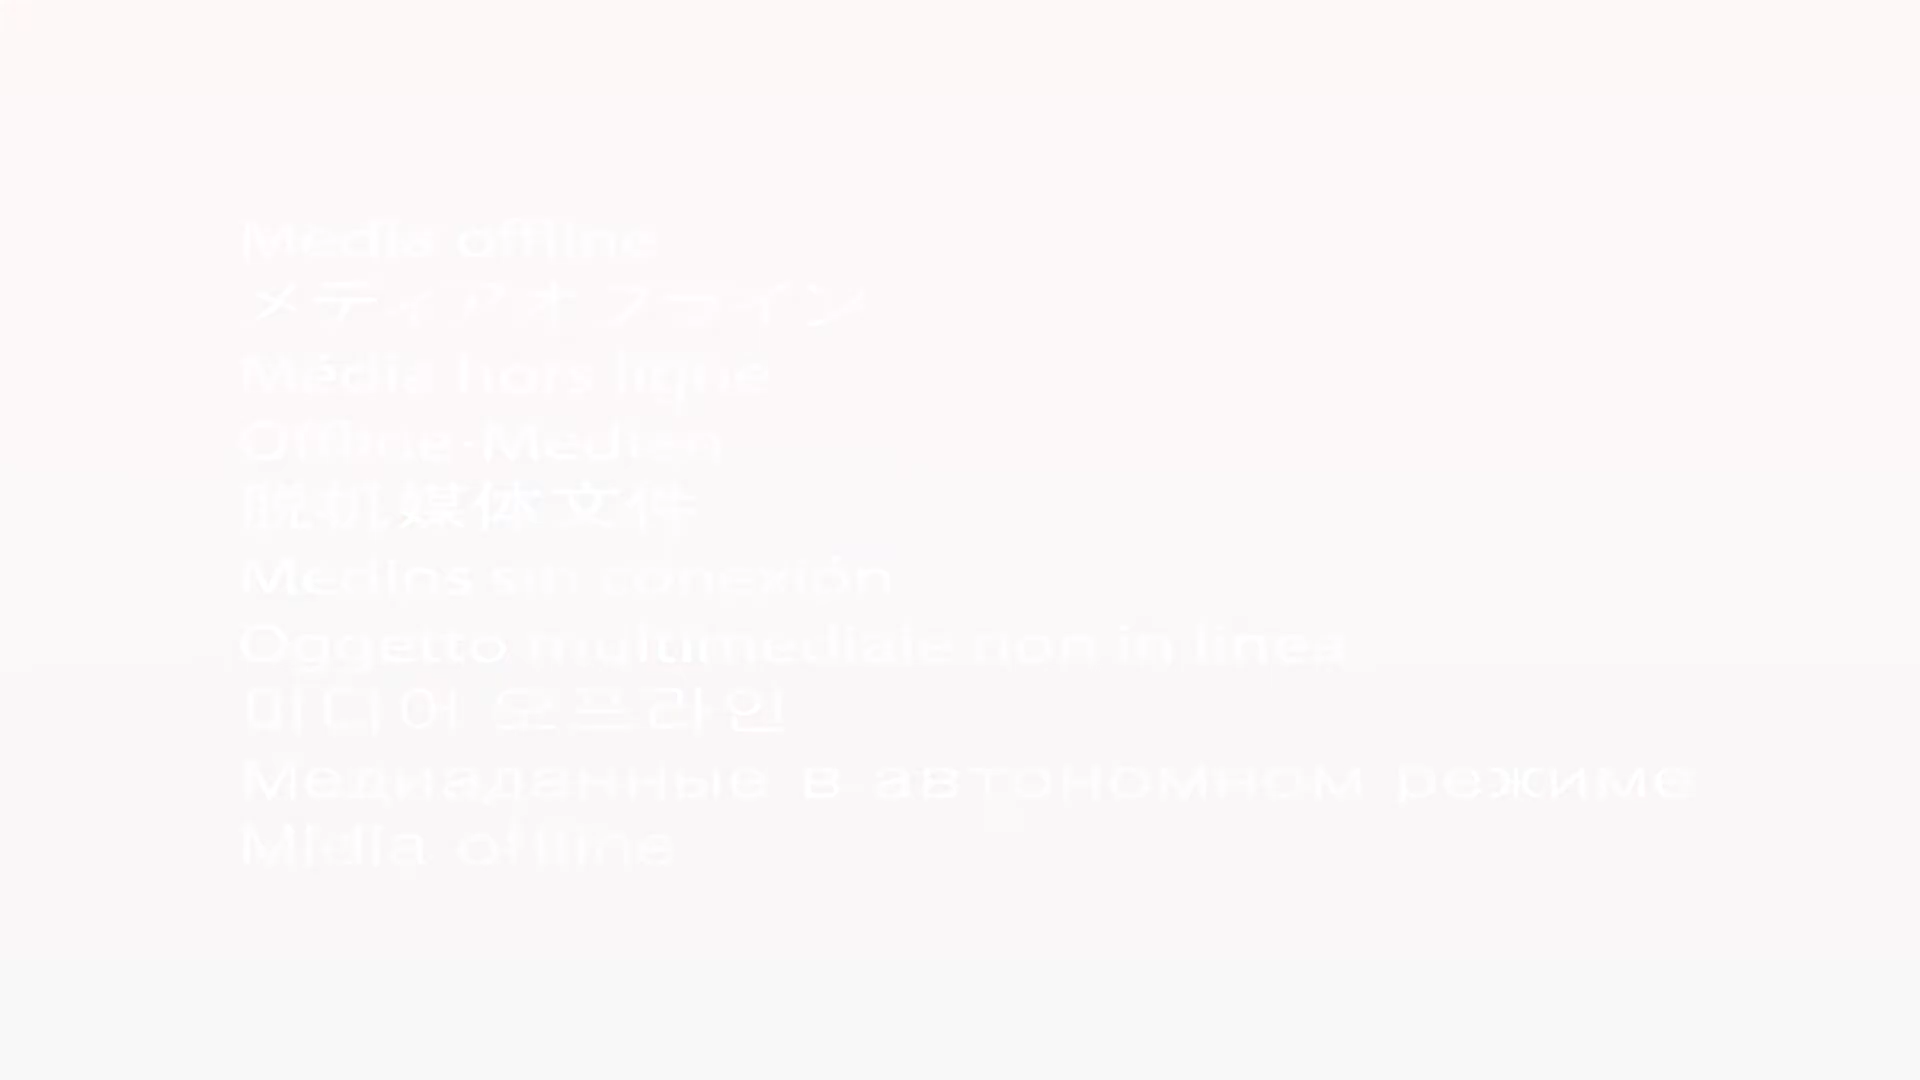 Media offline
メディアオフライン
Média hors ligne
Offline-Medien
脱机媒体文件
Medios sin conexión
Oggetto multimediale non in linea
미디어 오프라인
Медиаданные в автономном режиме
Mídia offline